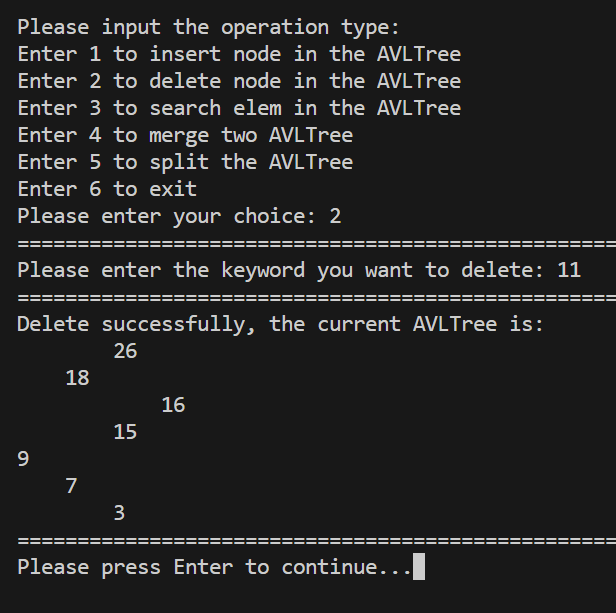 Please input the operation type:
Enter 1 to insert node in the AVLTree
Enter 2 to delete node in the AVLTree
Enter 3 to search elem in the AVLTree
Enter 4 to merge two AVLTree
Enter 5 to split the AVLTree
Enter 6 to exit
Please enter your choice: 2
==================================================
Please enter the keyword you want to delete: 11
==================================================
Delete successfully, the current AVLTree is:
        26
    18
            16
        15
9
    7
        3
==================================================
Please press Enter to continue...